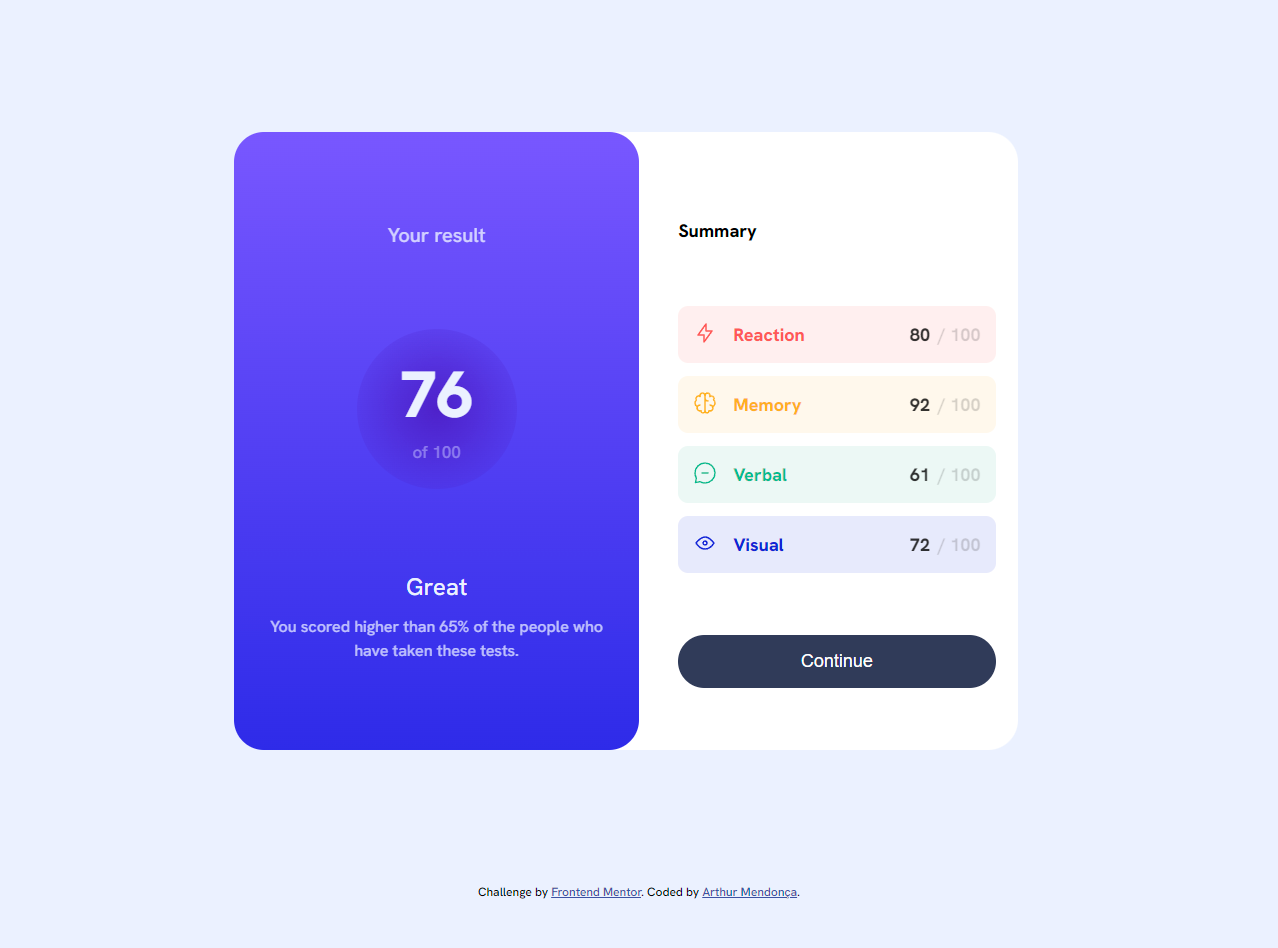 Your result
76
of 100
Great
You scored higher than 65% of the people who
have taken these tests.
Summary
Reaction 80 / 100
Memory 92 / 100
Verbal 61 / 100
Visual 72 / 100
Continue
Challenge by Frontend Mentor. Coded by Arthur Mendonça.